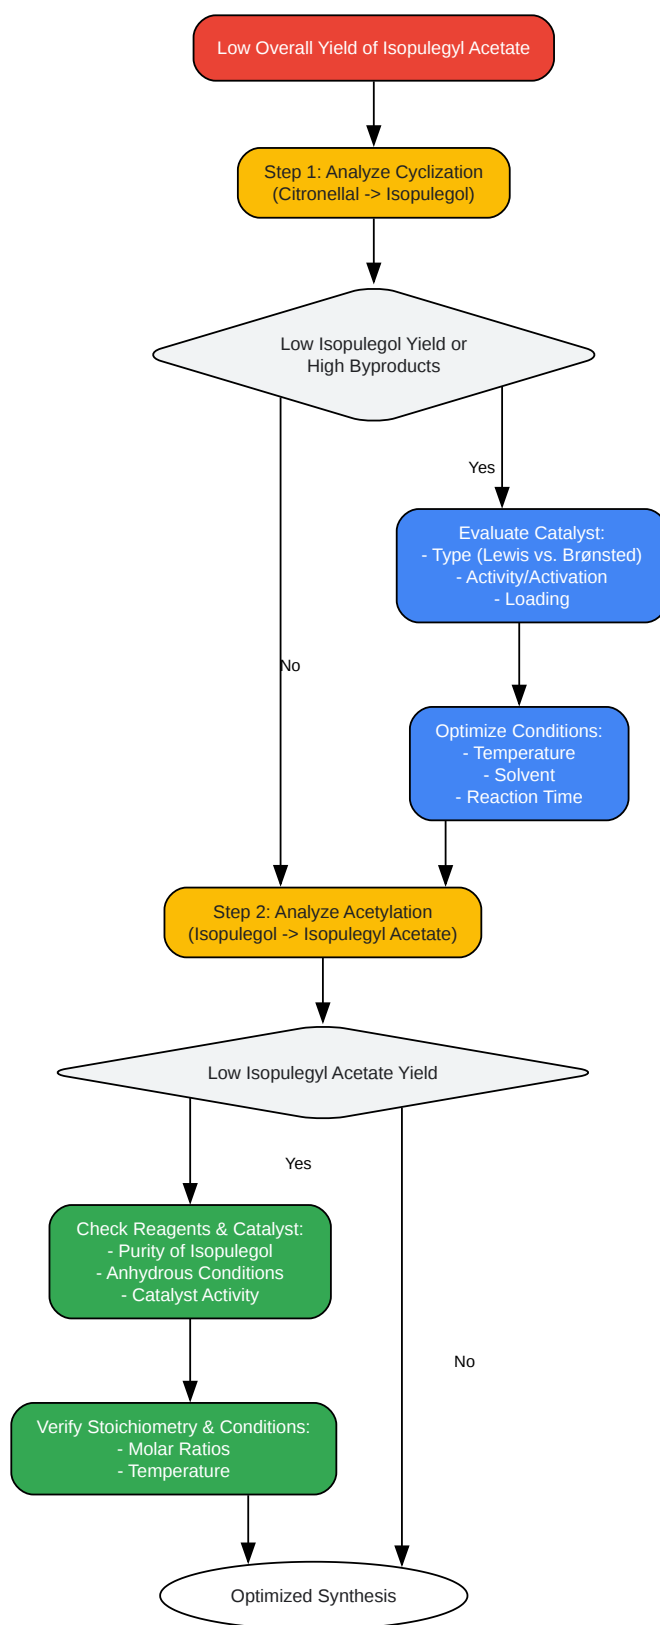 Low Overall Yield of Isopulegyl Acetate
Step 1: Analyze Cyclization
(Citronellal -> Isopulegol)
Low Isopulegol Yield or
High Byproducts
Yes
Evaluate Catalyst:
- Type (Lewis vs. Brønsted)
- Activity/Activation
- Loading
No
Optimize Conditions:
- Temperature
- Solvent
- Reaction Time
Step 2: Analyze Acetylation
(Isopulegol -> Isopulegyl Acetate)
Low Isopulegyl Acetate Yield
Yes
Check Reagents & Catalyst:
- Purity of Isopulegol
- Anhydrous Conditions
- Catalyst Activity
No
Verify Stoichiometry & Conditions:
- Molar Ratios
- Temperature
Optimized Synthesis